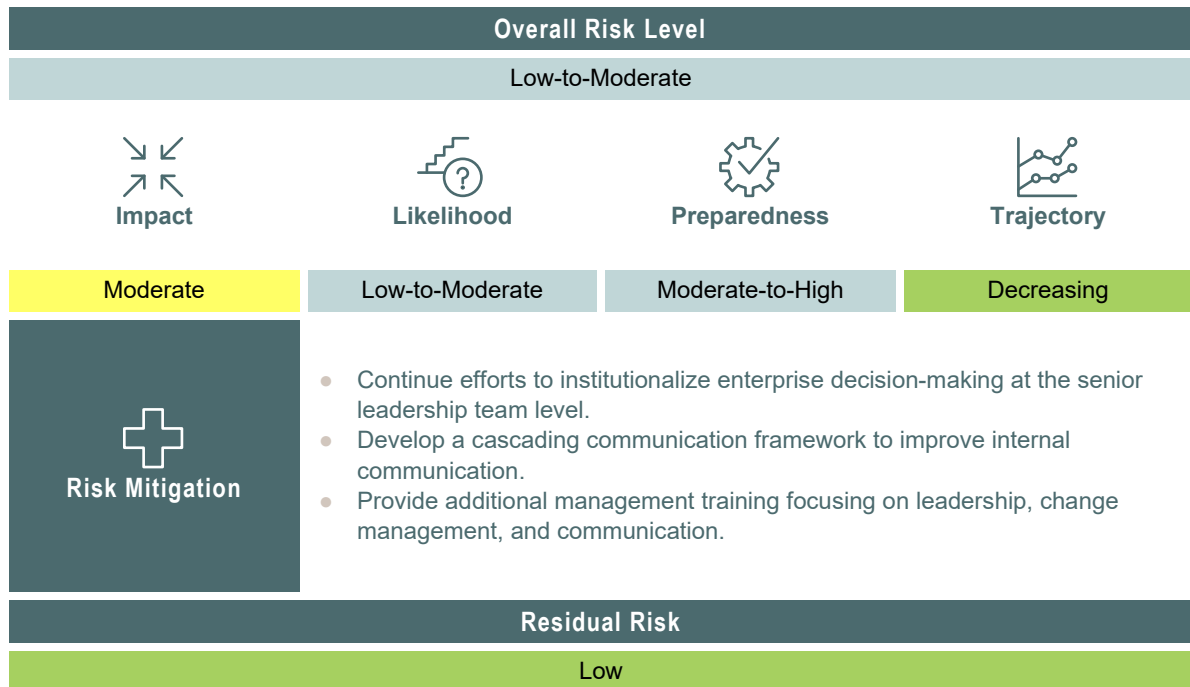 Overall Risk Level
Low-to-Moderate
Impact
Likelihood
Preparedness
Trajectory
Moderate
Low-to-Moderate
Moderate-to-High
Decreasing
Risk Mitigation
● Continue efforts to institutionalize enterprise decision-making at the senior
leadership team level.
● Develop a cascading communication framework to improve internal
communication.
● Provide additional management training focusing on leadership, change
management, and communication.
Residual Risk
Low